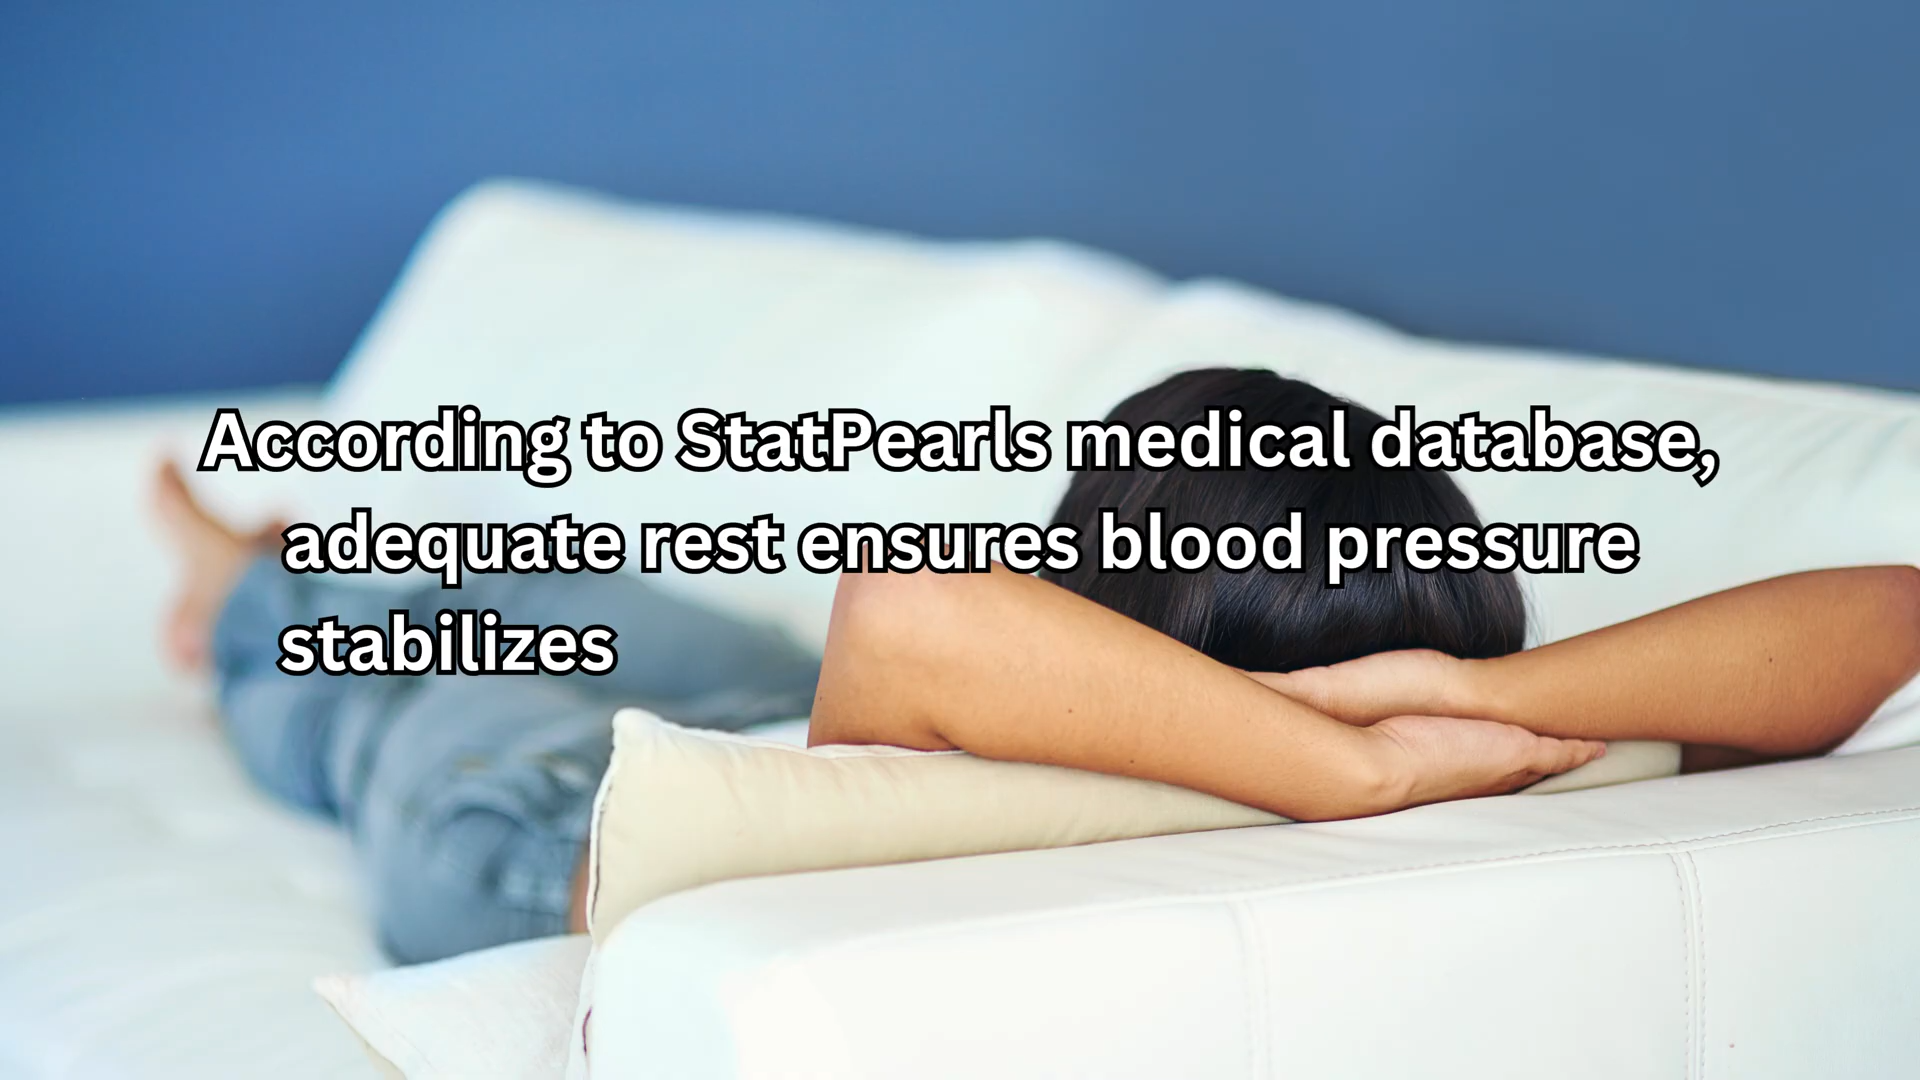 According to StatPearls medical database,
adequate rest ensures blood pressure
stabilizes